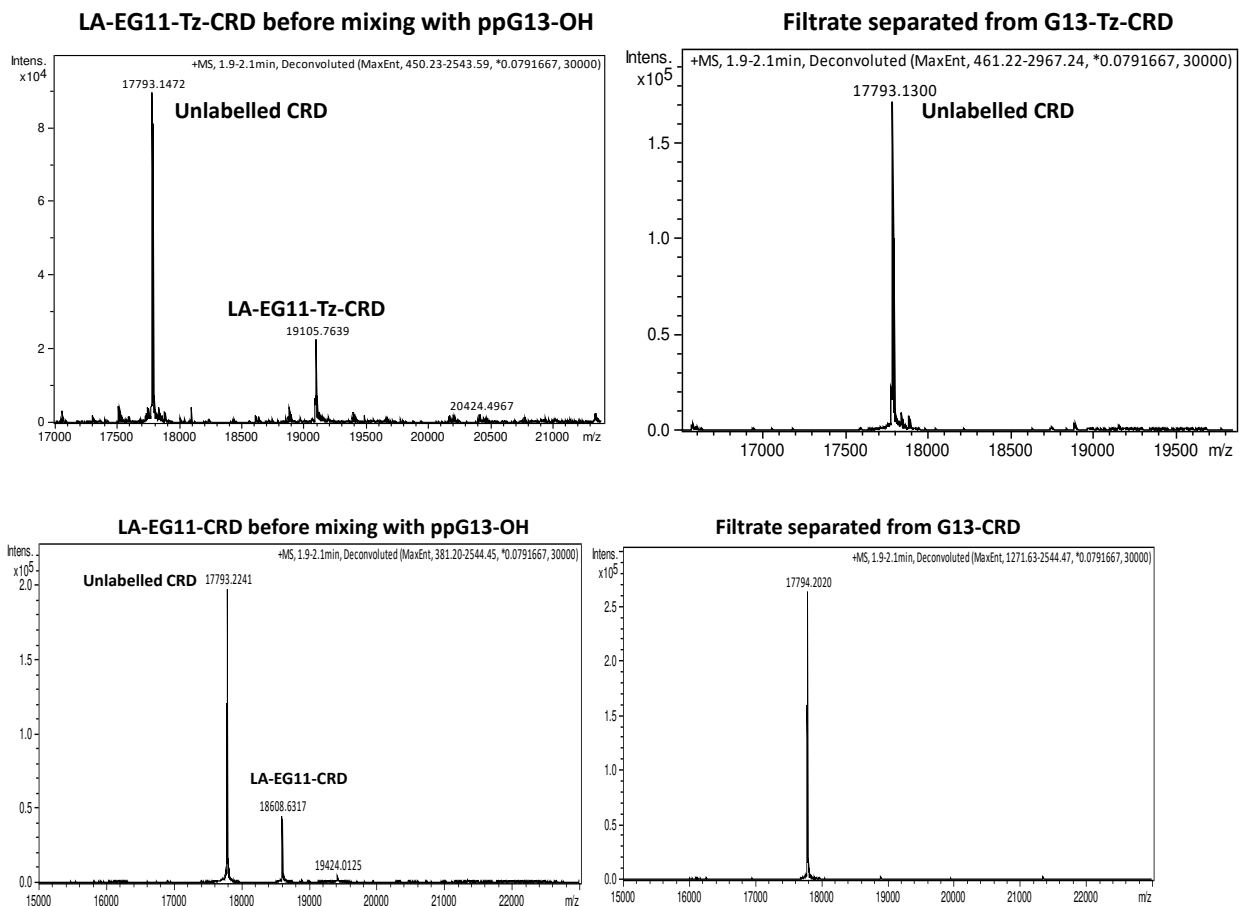 LA-EG11-Tz-CRD before mixing with ppG13-OH
Intens.
x10⁴
+MS, 1.9-2.1min, Deconvoluted (MaxEnt, 450.23-2543.59, *0.0791667, 30000)
17793.1472
Unlabelled CRD
8
6
4
LA-EG11-Tz-CRD
19105.7639
2
20424.4967
0
17000 17500 18000 18500 19000 19500 20000 20500 21000 m/z
Filtrate separated from G13-Tz-CRD
Intens.
x10⁵
+MS, 1.9-2.1min, Deconvoluted (MaxEnt, 461.22-2967.24, *0.0791667, 30000)
17793.1300
Unlabelled CRD
1.5
1.0
0.5
0.0
17000 17500 18000 18500 19000 19500 m/z
LA-EG11-CRD before mixing with ppG13-OH
Intens.
x10⁵
+MS, 1.9-2.1min, Deconvoluted (MaxEnt, 381.20-2544.45, *0.0791667, 30000)
Unlabelled CRD 17793.2241
2.0
1.5
1.0
LA-EG11-CRD
0.5
18608.6317
19424.0125
0.0
15000 16000 17000 18000 19000 20000 21000 22000 m/z
Filtrate separated from G13-CRD
Intens.
x10⁵
+MS, 1.9-2.1min, Deconvoluted (MaxEnt, 1271.63-2544.47, *0.0791667, 30000)
17794.2020
2.5
2.0
1.5
1.0
0.5
0.0
15000 16000 17000 18000 19000 20000 21000 22000 m/z